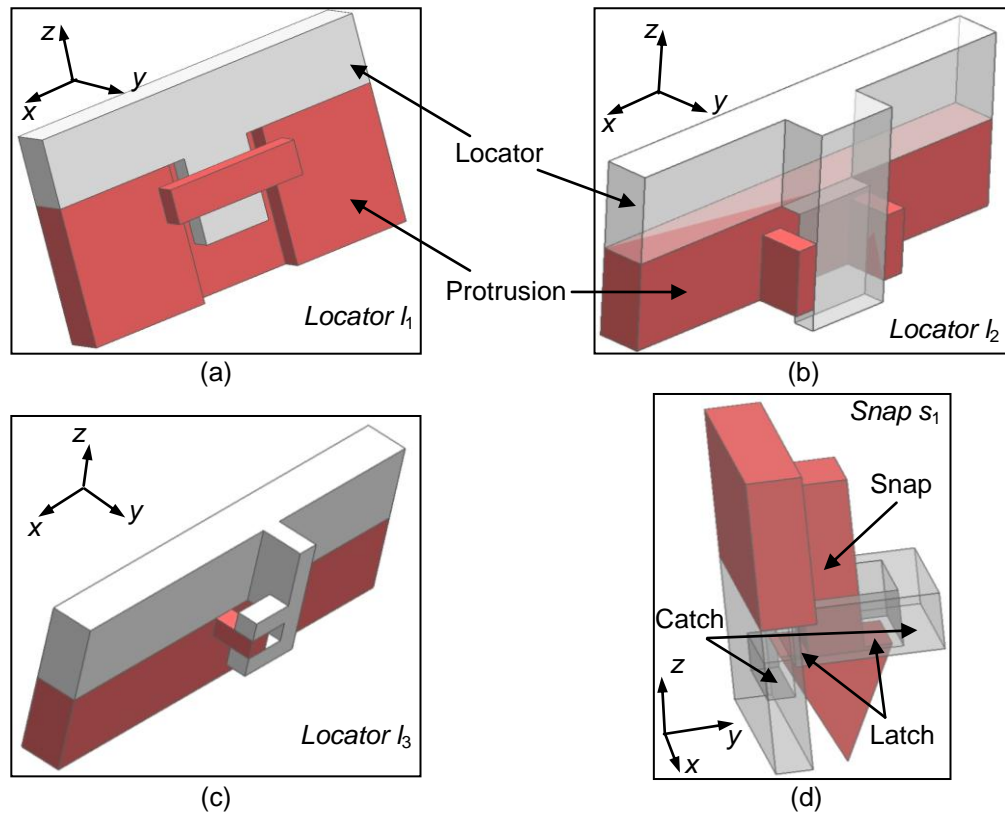 z
x
y
Locator l₁
(a)
Locator
Protrusion
z
x
y
Locator l₂
(b)
z
x
y
Locator l₃
(c)
Snap s₁
Snap
Catch
z
y
x
Latch
(d)